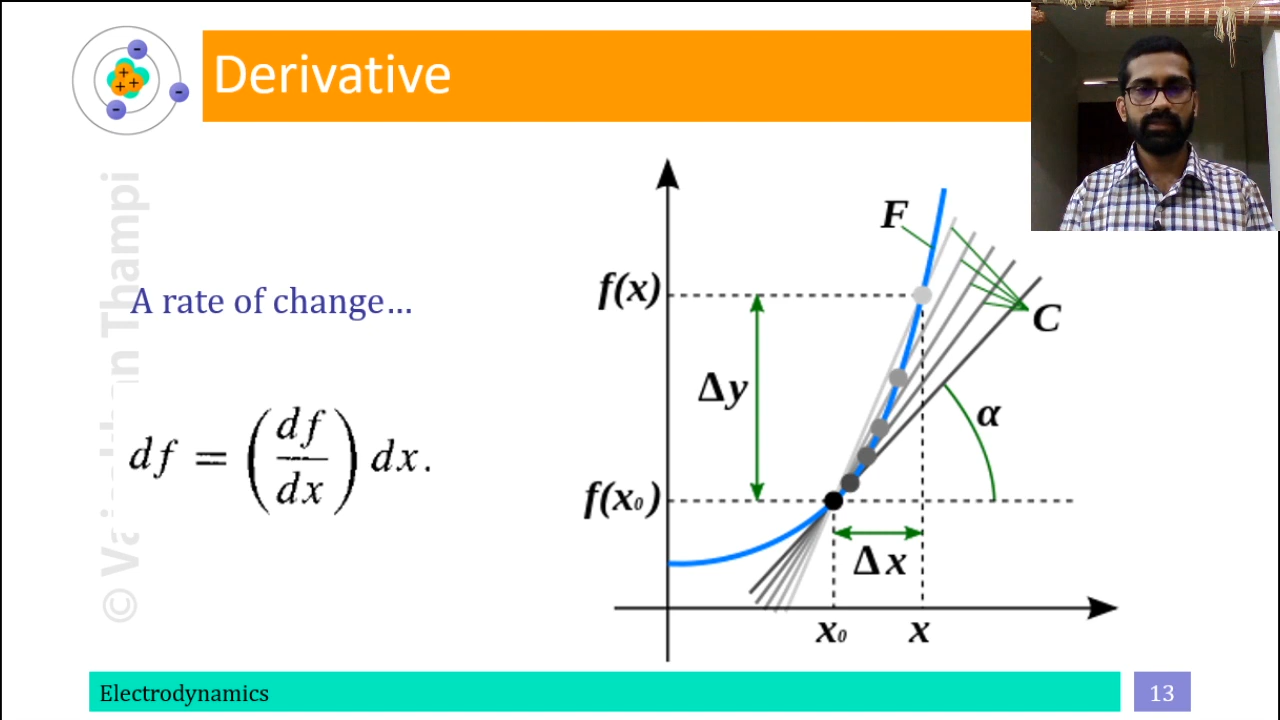 Derivative
A rate of change...
df = (df/dx) dx.
F
f(x)
C
Δy
α
f(x₀)
Δx
x₀ x
Electrodynamics
13